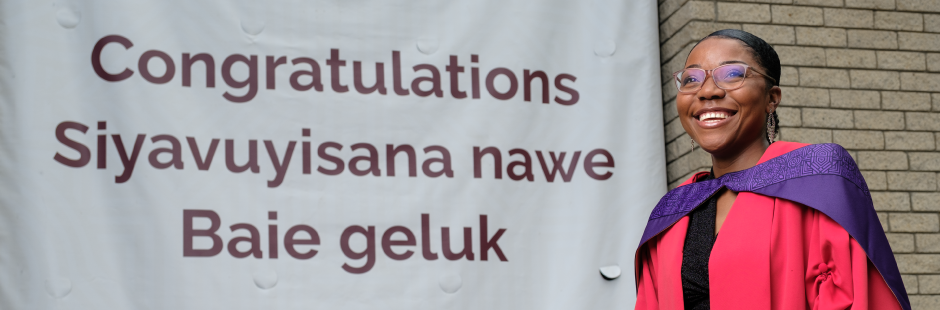 Congratulations
Siyavuyisana nawe
Baie geluk